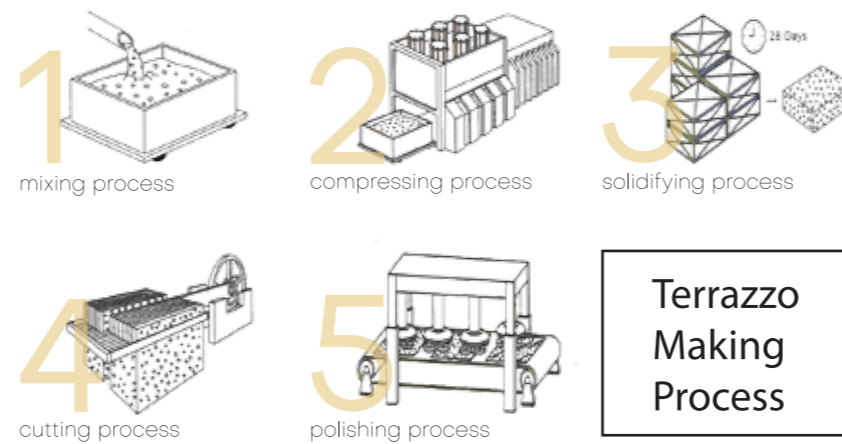 1
mixing process
2
compressing process
3
28 Days
solidifying process
4
cutting process
5
polishing process
Terrazzo
Making
Process